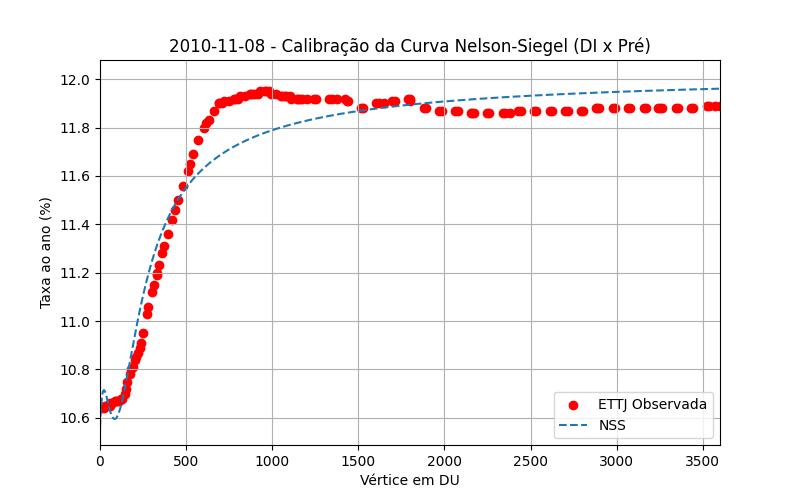 2010-11-08 - Calibração da Curva Nelson-Siegel (DI x Pré)
Taxa ao ano (%)
12.0
11.8
11.6
11.4
11.2
11.0
10.8
10.6
ETTJ Observada
NSS
0 500 1000 1500 2000 2500 3000 3500
Vértice em DU